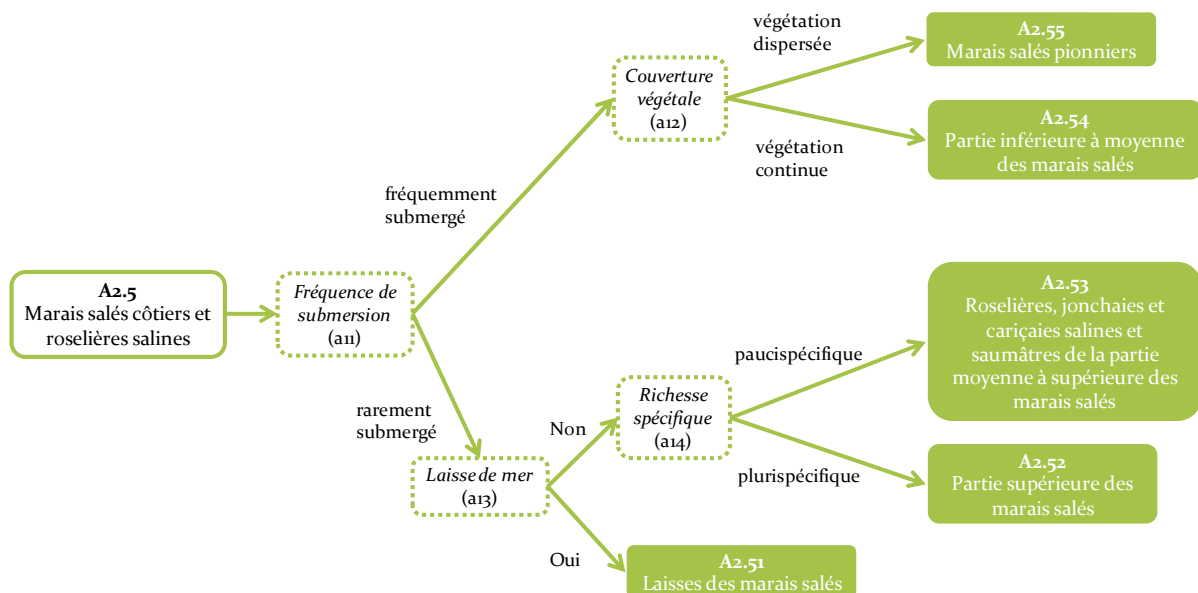 A2.5
Marais salés côtiers et
roselières salines
Fréquence de
submersion
(a11)
fréquemment
submergé
rarement
submergé
Couverture
végétale
(a12)
végétation
dispersée
végétation
continue
A2.55
Marais salés pionniers
A2.54
Partie inférieure à moyenne
des marais salés
Laisse de mer
(a13)
Non
Oui
Richesse
spécifique
(a14)
paucispécifique
plurispécifique
A2.53
Roselières, jonchaies et
cariçaies salines et
saumâtres de la partie
moyenne à supérieure des
marais salés
A2.52
Partie supérieure des
marais salés
A2.51
Laisses des marais salés